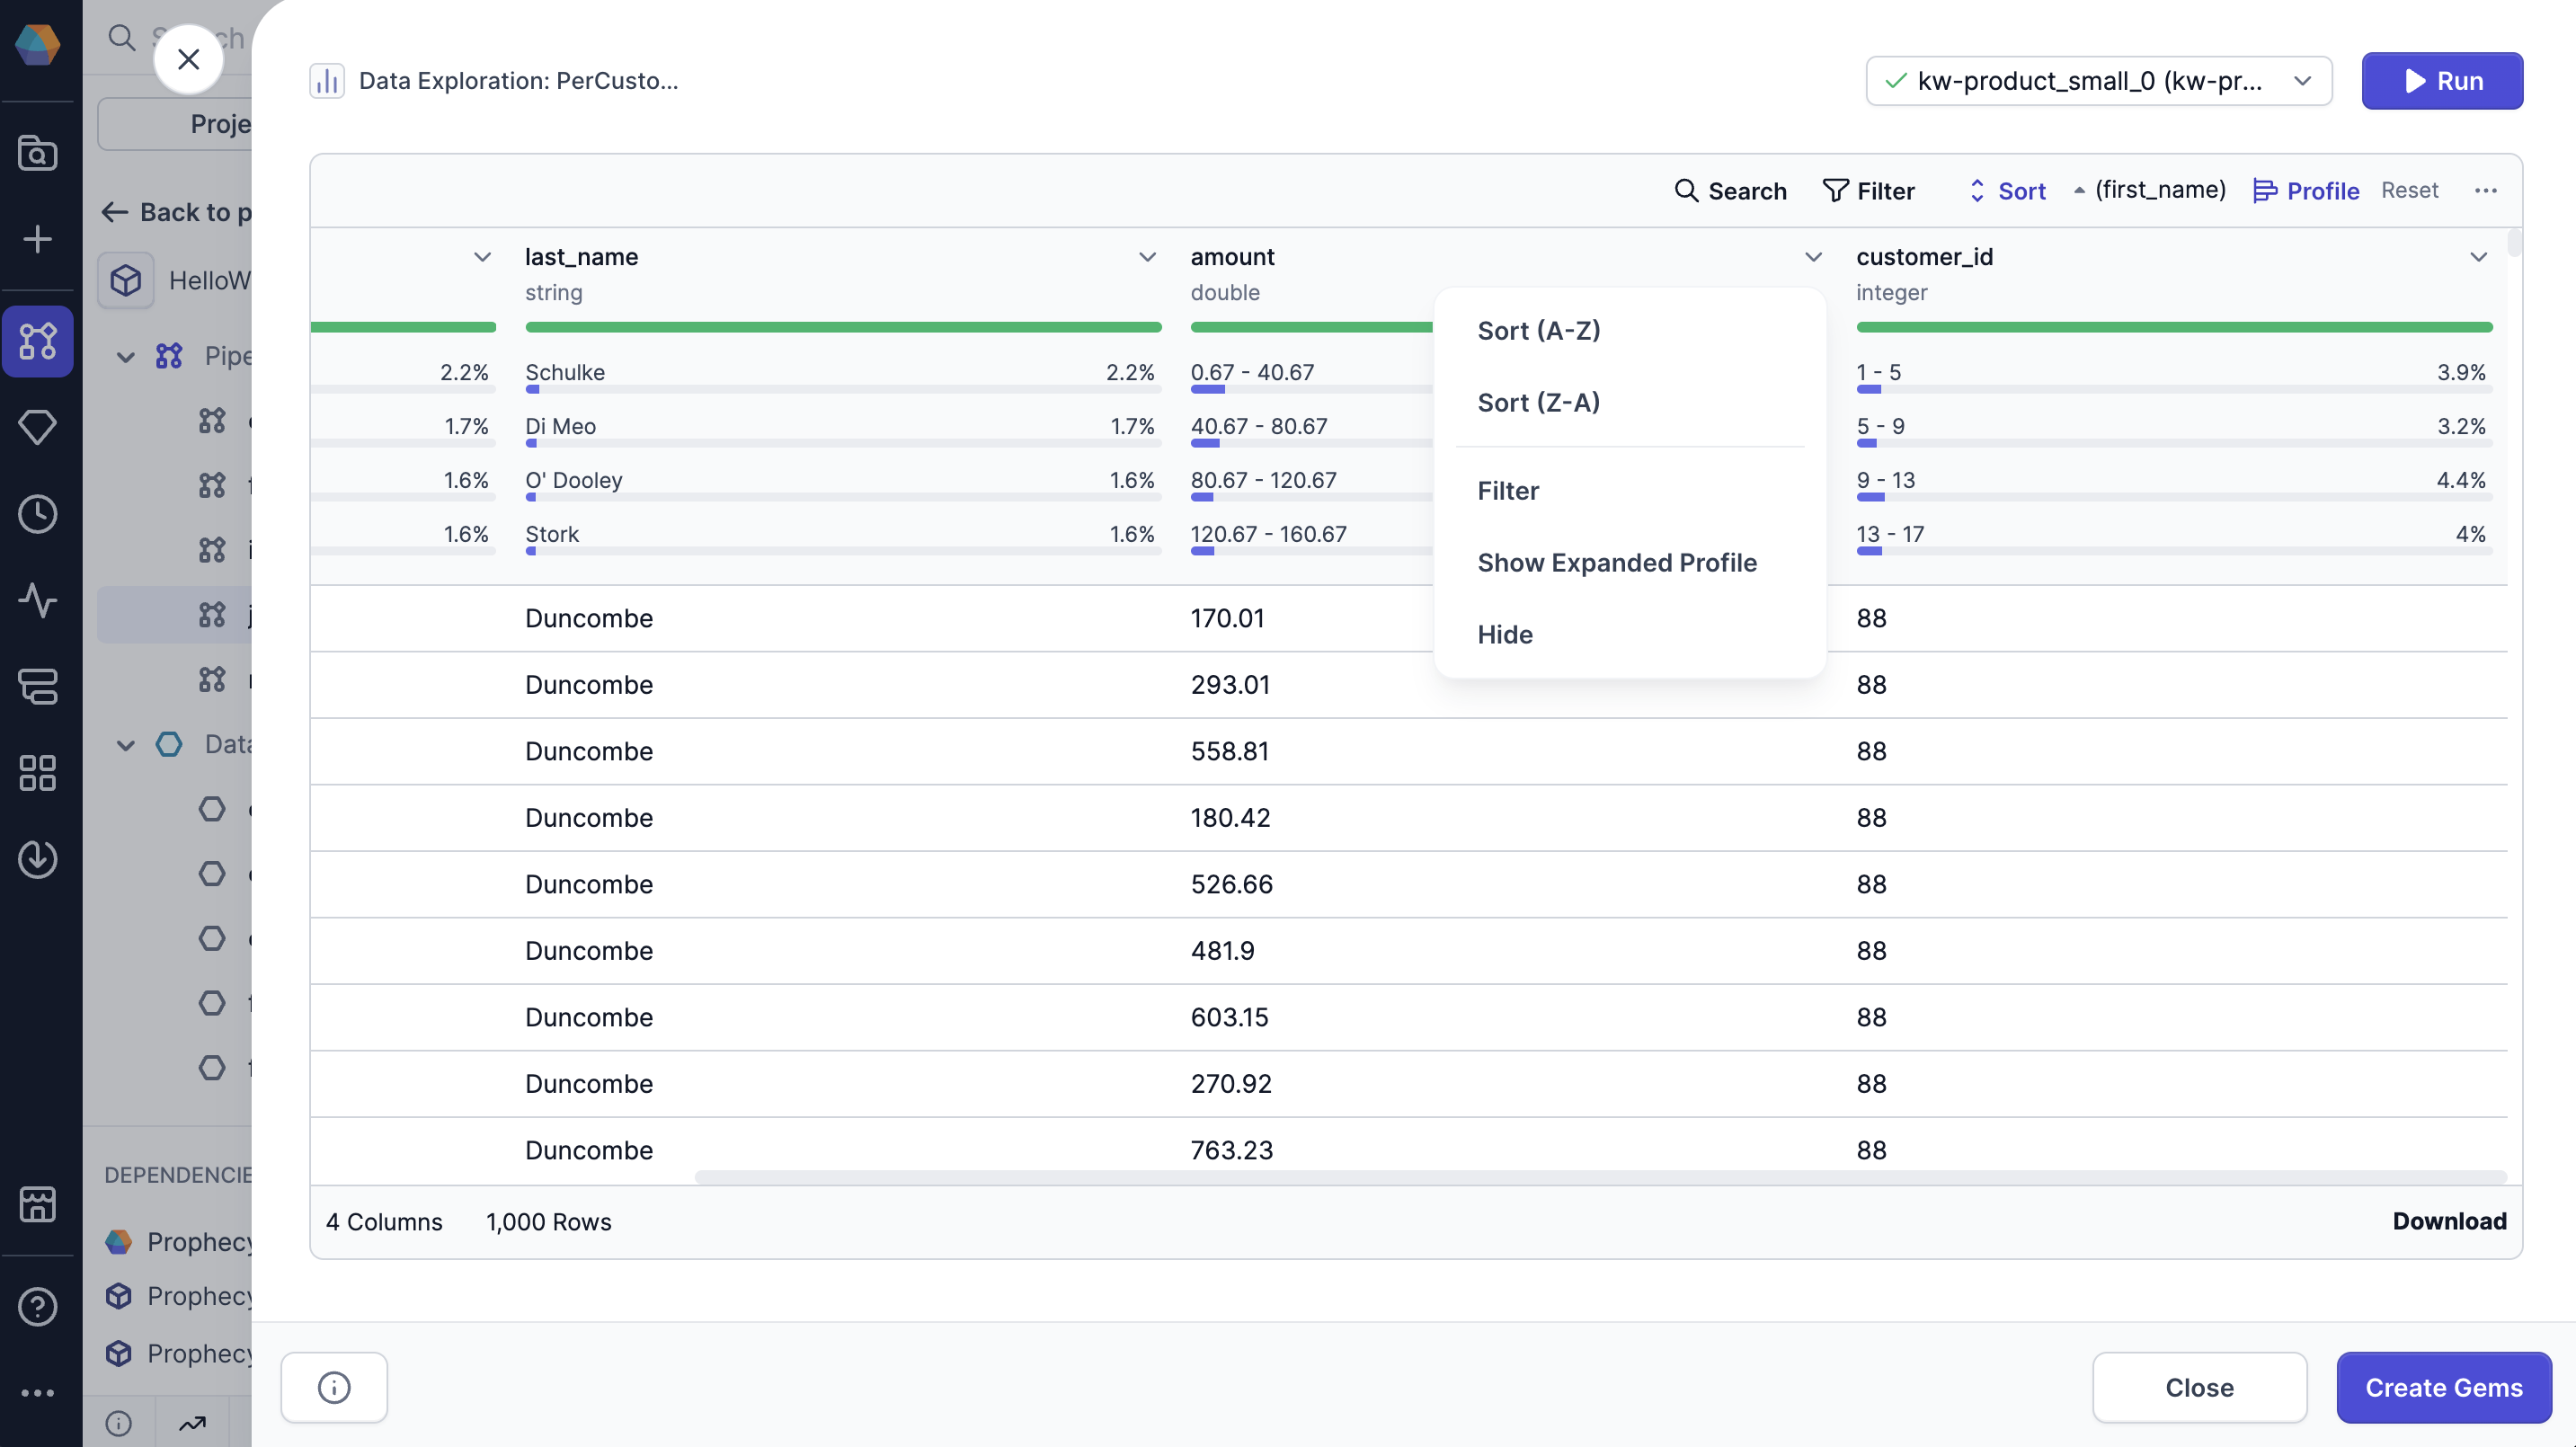 Data Exploration: PerCusto...
kw-product_small_0 (kw-pr...
Run
Proje
Back to p
HelloW
Pipe
Data
DEPENDENCIE
Prophecy
Prophecy
Prophecy
Search
Filter
Sort
(first_name)
Profile
Reset
last_name
amount
customer_id
string
double
integer
2.2%
Schulke
2.2%
0.67 - 40.67
1 - 5
3.9%
1.7%
Di Meo
1.7%
40.67 - 80.67
5 - 9
3.2%
1.6%
O' Dooley
1.6%
80.67 - 120.67
9 - 13
4.4%
1.6%
Stork
1.6%
120.67 - 160.67
13 - 17
4%
Sort (A-Z)
Sort (Z-A)
Filter
Show Expanded Profile
Hide
Duncombe
170.01
88
Duncombe
293.01
88
Duncombe
558.81
88
Duncombe
180.42
88
Duncombe
526.66
88
Duncombe
481.9
88
Duncombe
603.15
88
Duncombe
270.92
88
Duncombe
763.23
88
4 Columns
1,000 Rows
Download
Close
Create Gems